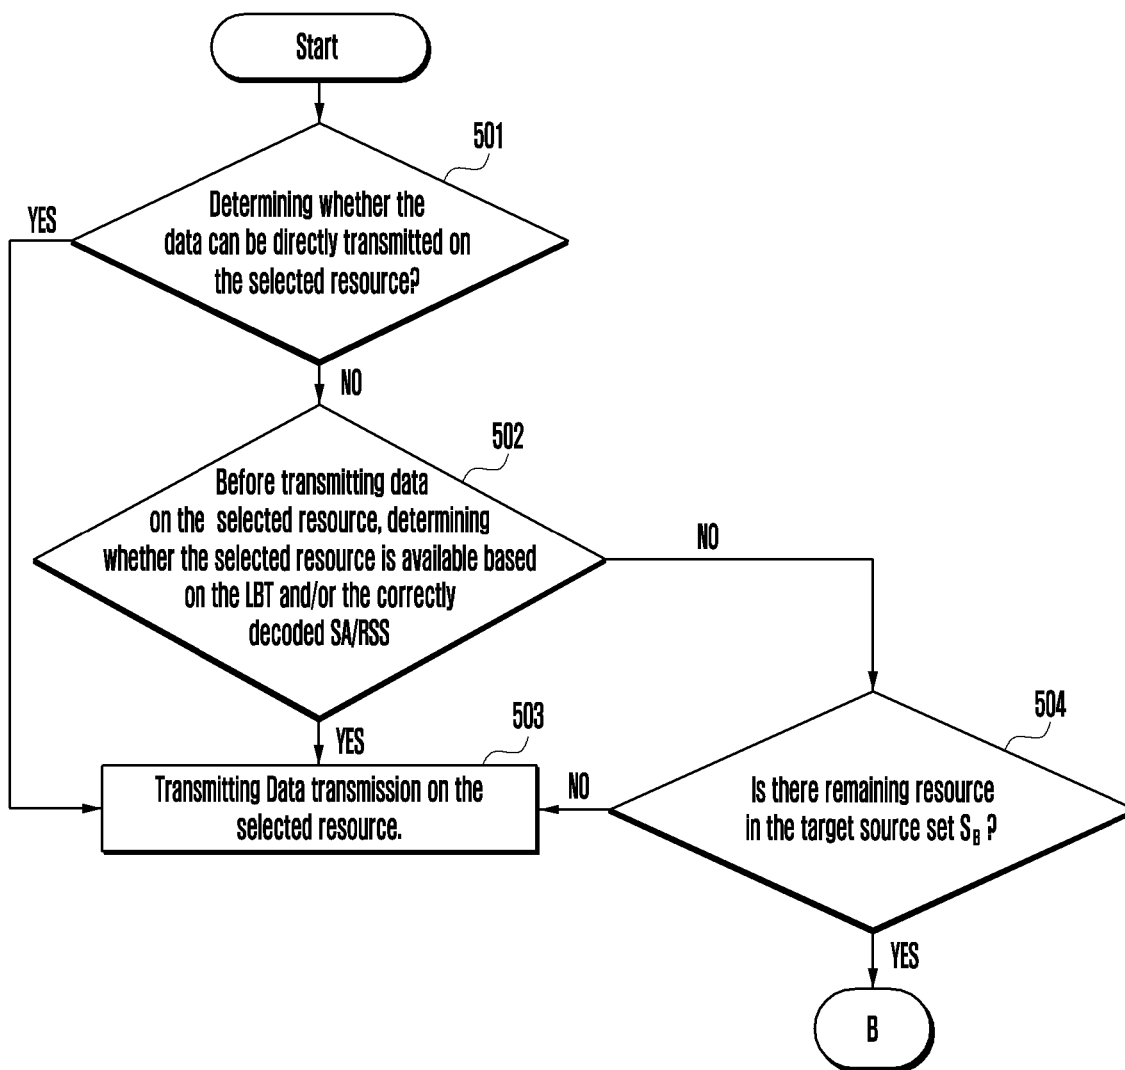 Start
501
Determining whether the
data can be directly transmitted on
the selected resource?
YES
NO
502
Before transmitting data
on the selected resource, determining
whether the selected resource is available based
on the LBT and/or the correctly
decoded SA/RSS
NO
YES
503
Transmitting Data transmission on the
selected resource.
NO
504
Is there remaining resource
in the target source set S_B ?
YES
B